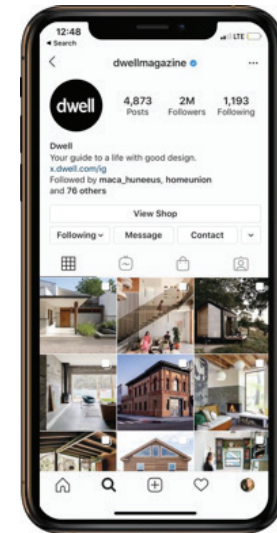 12:48
LTE
Search
dwellmagazine
dwell
4,873 2M 1,193
Posts Followers Following
Dwell
Your guide to a life with good design.
x.dwell.com/ig
Followed by maca_huneeus, homeunion
and 76 others
View Shop
Following Message Contact